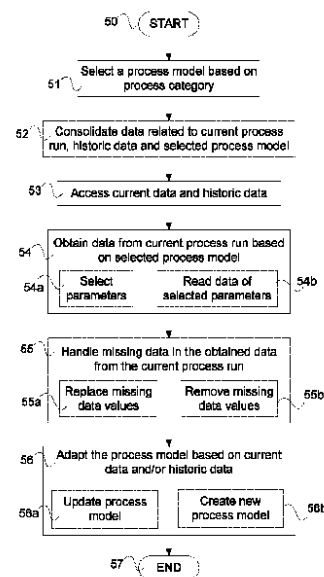 50 START
51 Select a process model based on
process category
52 Consolidate data related to current process
run, historic data and selected process model
53 Access current data and historic data
54 Obtain data from current process run based
on selected process model
54a Select
parameters
Read data of
selected parameters 54b
55 Handle missing data in the obtained data
from the current process run
55a Replace missing
data values
Remove missing
data values 55b
56 Adapt the process model based on current
data and/or historic data
56a Update process
model
Create new
process model 56b
57 END